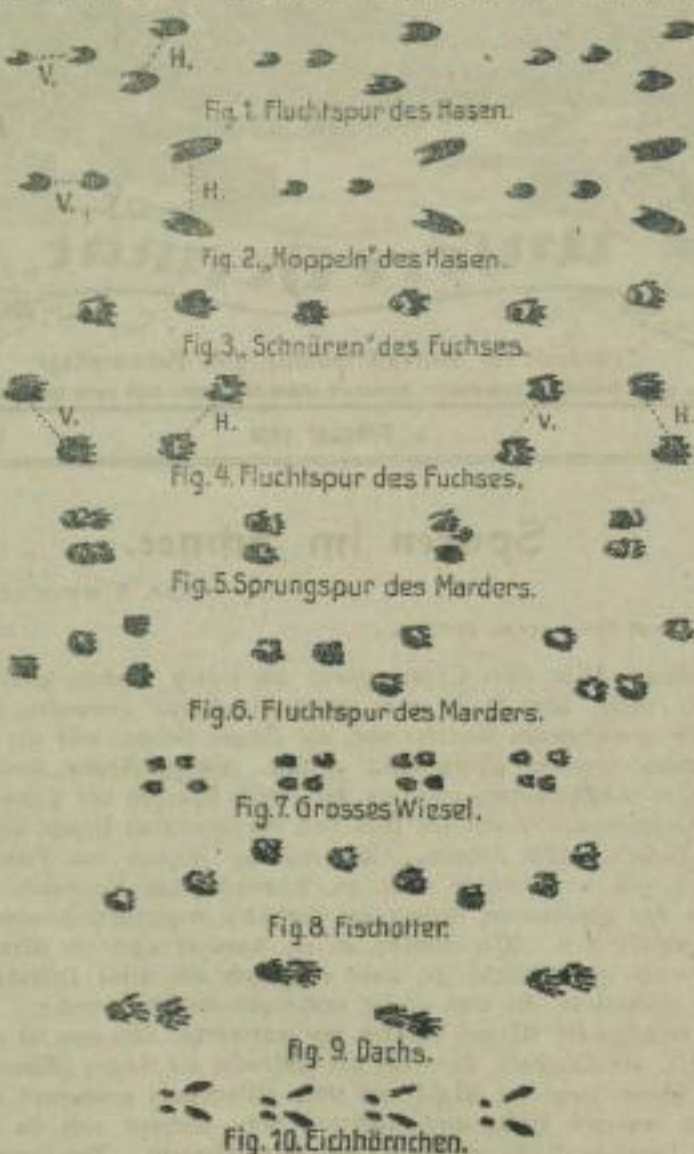 V. H.
Fig. 1. Fluchtspur des Hasen.
V. H.
Fig. 2. „Hoppeln" des Hasen.
Fig. 3. „Schnüren" des Fuchses.
V. H. V. H.
Fig. 4. Fluchtspur des Fuchses.
Fig. 5. Sprungspur des Marders.
Fig. 6. Fluchtspur des Marders.
Fig. 7. Grosses Wiesel.
Fig. 8. Fischotter.
Fig. 9. Dachs.
Fig. 10. Eichhörnchen.